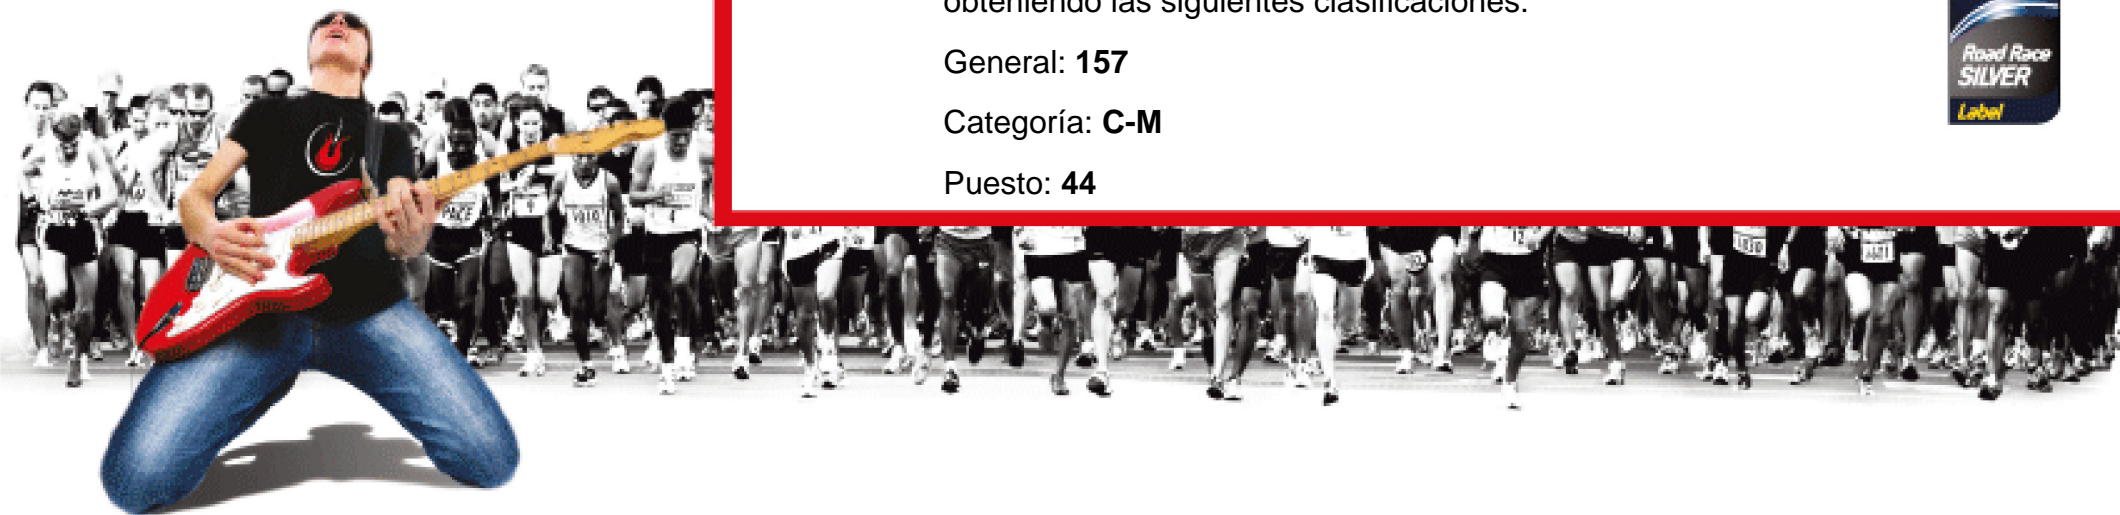 obteniendo las siguientes clasificaciones:
General: 157
Categoría: C-M
Puesto: 44
Road Race
SILVER
Label
PACE